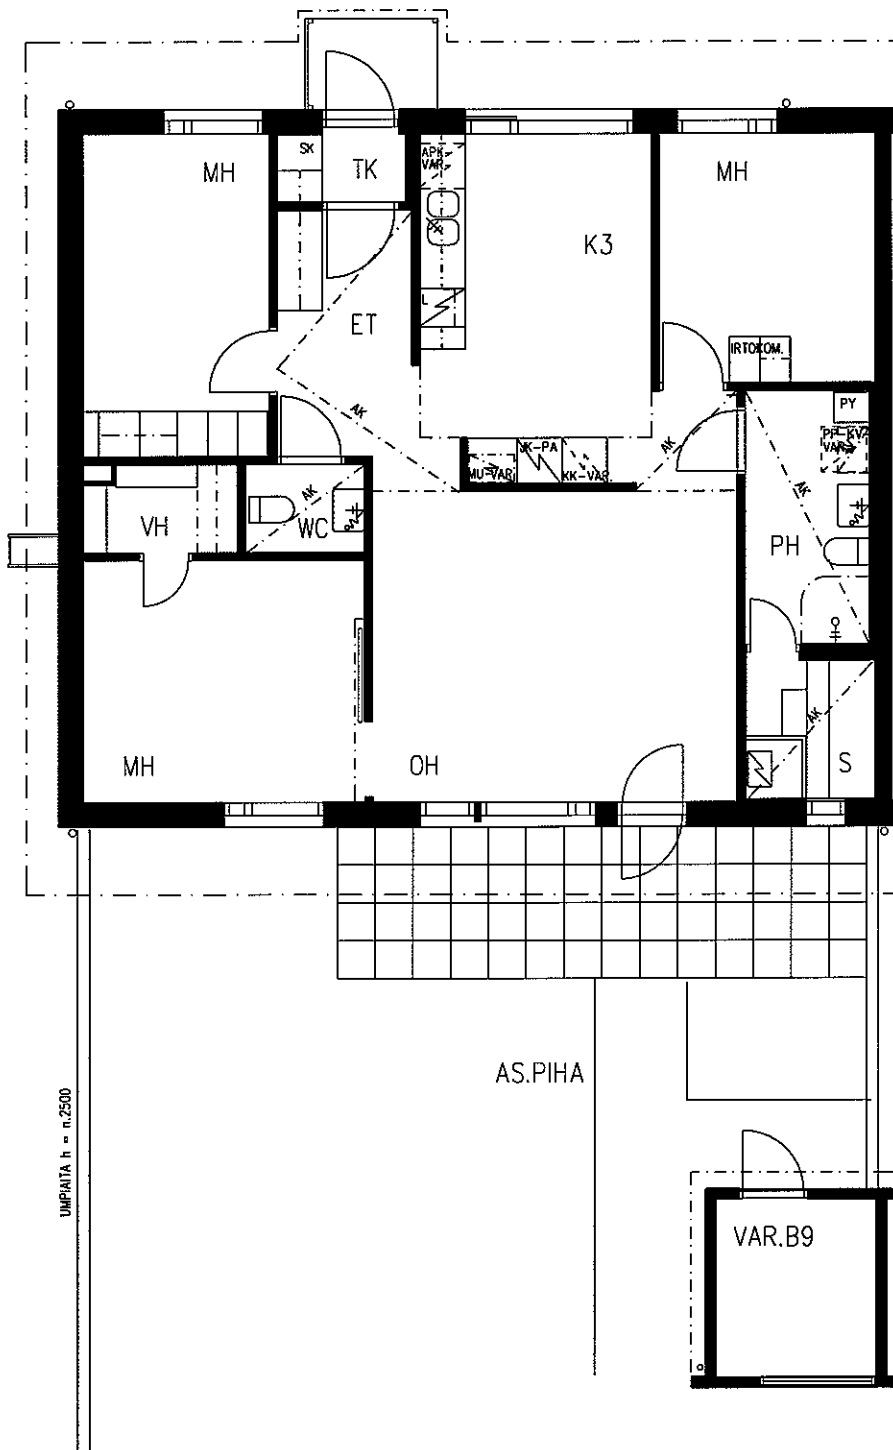 SK
MH
TK
APK
VAR.
MH
K3
L
ET
IRTOKOM.
AK
PY
PP-KV/
VAR.
AK
JK-PA
MU-VAR.
KK-VAR.
AK
AK
VH
WC
PH
AK
MH
OH
S
AS.PIHA
UMPIAITA h = n.2500
VAR.B9